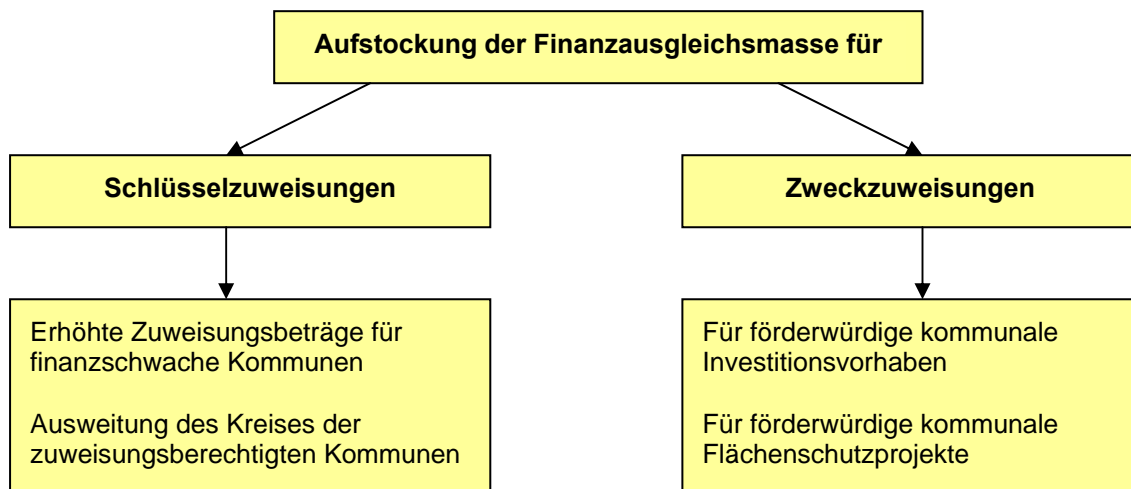 Aufstockung der Finanzausgleichsmasse für
Schlüsselzuweisungen
Zweckzuweisungen
Erhöhte Zuweisungsbeträge für
finanzschwache Kommunen
Ausweitung des Kreises der
zuweisungsberechtigten Kommunen
Für förderwürdige kommunale
Investitionsvorhaben
Für förderwürdige kommunale
Flächenschutzprojekte